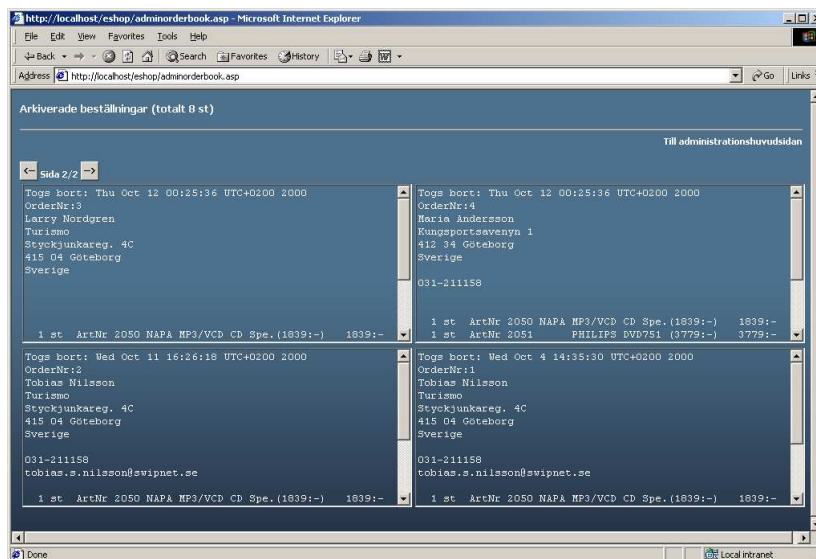 http://localhost/eshop/adminorderbook.asp - Microsoft Internet Explorer
File Edit View Favorites Tools Help
Back Search Favorites History
Address http://localhost/eshop/adminorderbook.asp Go Links
Arkiverade beställningar (totalt 8 st)
Till administrationshuvudsidan
<- Sida 2/2 ->
Togs bort: Thu Oct 12 00:25:36 UTC+0200 2000
OrderNr:3
Larry Nordgren
Turismo
Styckjunkareg. 4C
415 04 Göteborg
Sverige
1 st ArtNr 2050 NAPA MP3/VCD CD Spe.(1839:-) 1839:-
Togs bort: Thu Oct 12 00:25:36 UTC+0200 2000
OrderNr:4
Maria Andersson
Kungsportsavenyn 1
412 34 Göteborg
Sverige
031-211158
1 st ArtNr 2050 NAPA MP3/VCD CD Spe.(1839:-) 1839:-
1 st ArtNr 2051 PHILIPS DVD751 (3779:-) 3779:-
Togs bort: Wed Oct 11 16:26:18 UTC+0200 2000
OrderNr:2
Tobias Nilsson
Turismo
Styckjunkareg. 4C
415 04 Göteborg
Sverige
031-211158
tobias.s.nilsson@swipnet.se
1 st ArtNr 2050 NAPA MP3/VCD CD Spe.(1839:-) 1839:-
Togs bort: Wed Oct 4 14:35:30 UTC+0200 2000
OrderNr:1
Tobias Nilsson
Turismo
Styckjunkareg. 4C
415 04 Göteborg
Sverige
031-211158
tobias.s.nilsson@swipnet.se
1 st ArtNr 2050 NAPA MP3/VCD CD Spe.(1839:-) 1839:-
Done Local intranet